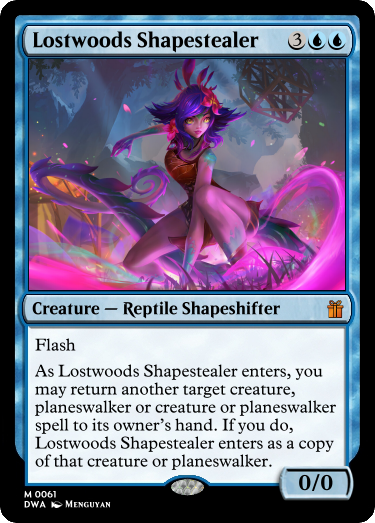 Lostwoods Shapestealer 3
Creature — Reptile Shapeshifter
Flash
As Lostwoods Shapestealer enters, you
may return another target creature,
planeswalker or creature or planeswalker
spell to its owner's hand. If you do,
Lostwoods Shapestealer enters as a copy
of that creature or planeswalker.
0/0
M 0061
DWA Menguyan